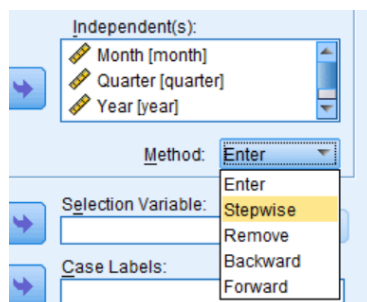 Independent(s):
Month [month]
Quarter [quarter]
Year [year]
Method: Enter
Enter
Stepwise
Remove
Backward
Forward
Selection Variable:
Case Labels: